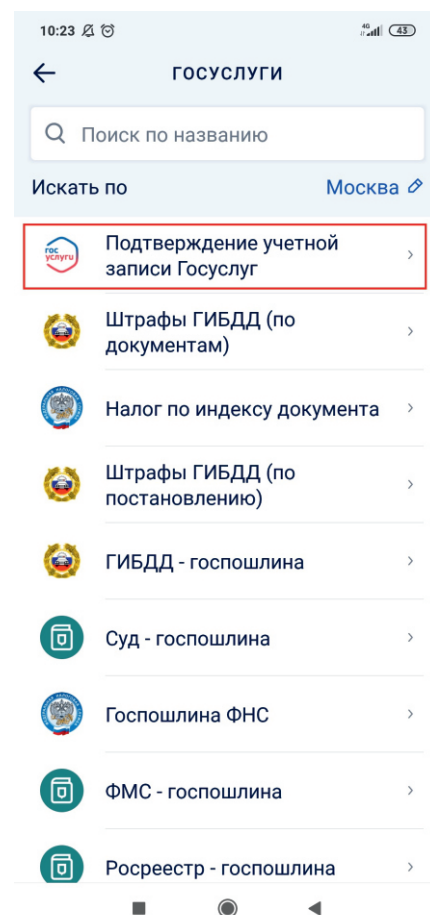 10:23 4G 43
ГОСУСЛУГИ
Поиск по названию
Искать по Москва
гос услуги
Подтверждение учетной
записи Госуслуг
Штрафы ГИБДД (по
документам)
Налог по индексу документа
Штрафы ГИБДД (по
постановлению)
ГИБДД - госпошлина
Суд - госпошлина
Госпошлина ФНС
ФМС - госпошлина
Росреестр - госпошлина